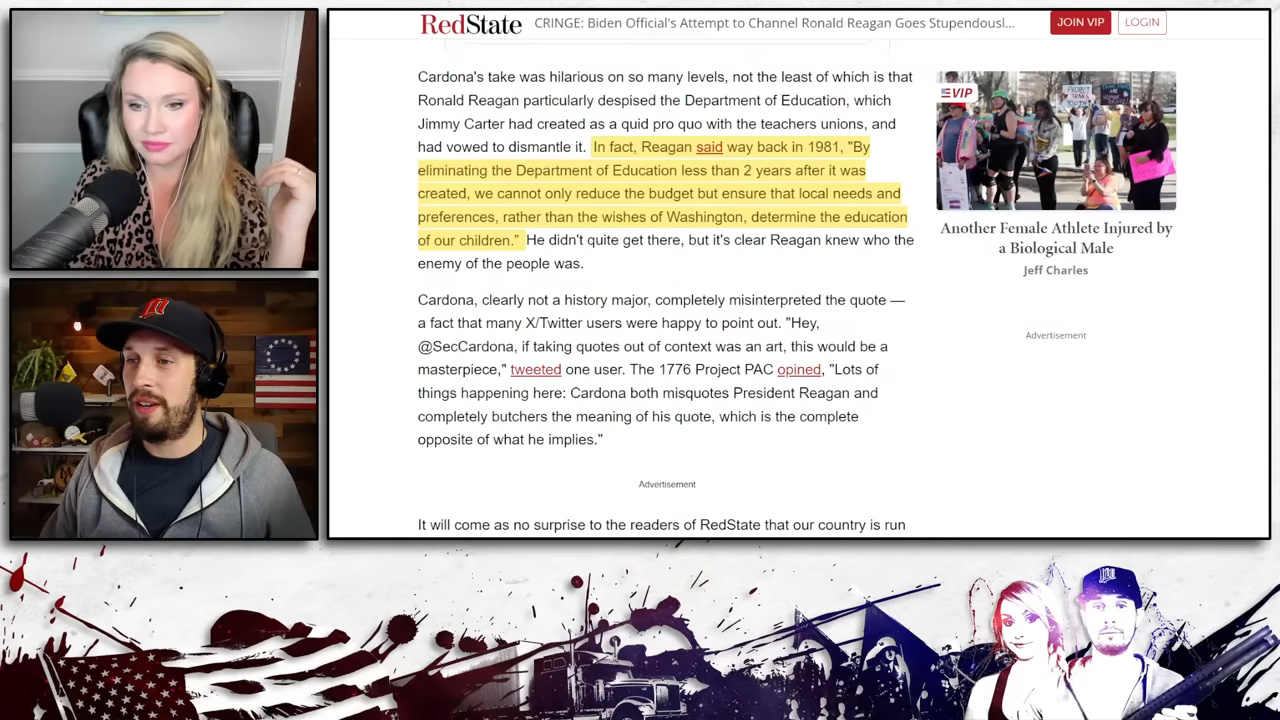 RedState
CRINGE: Biden Official's Attempt to Channel Ronald Reagan Goes Stupendousl...
JOIN VIP
LOGIN
Cardona's take was hilarious on so many levels, not the least of which is that
Ronald Reagan particularly despised the Department of Education, which
Jimmy Carter had created as a quid pro quo with the teachers unions, and
had vowed to dismantle it. In fact, Reagan said way back in 1981, "By
eliminating the Department of Education less than 2 years after it was
created, we cannot only reduce the budget but ensure that local needs and
preferences, rather than the wishes of Washington, determine the education
of our children." He didn't quite get there, but it's clear Reagan knew who the
enemy of the people was.
Cardona, clearly not a history major, completely misinterpreted the quote —
a fact that many X/Twitter users were happy to point out. "Hey,
@SecCardona, if taking quotes out of context was an art, this would be a
masterpiece," tweeted one user. The 1776 Project PAC opined, "Lots of
things happening here: Cardona both misquotes President Reagan and
completely butchers the meaning of his quote, which is the complete
opposite of what he implies."
Advertisement
It will come as no surprise to the readers of RedState that our country is run
VIP
PROTECT
TRANS
YOUTH
Another Female Athlete Injured by
a Biological Male
Jeff Charles
Advertisement